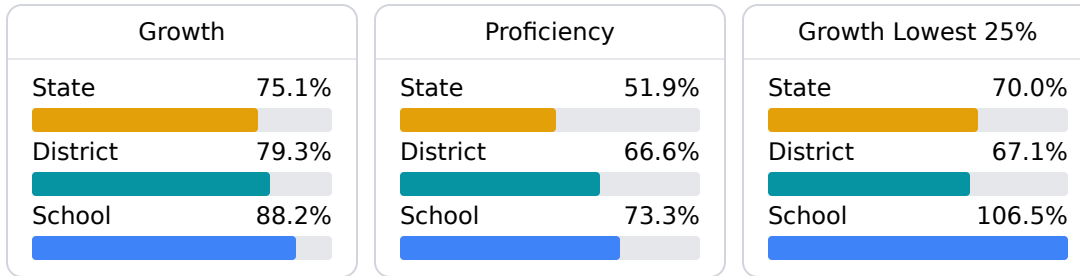 Growth
State 75.1%
District 79.3%
School 88.2%
Proficiency
State 51.9%
District 66.6%
School 73.3%
Growth Lowest 25%
State 70.0%
District 67.1%
School 106.5%